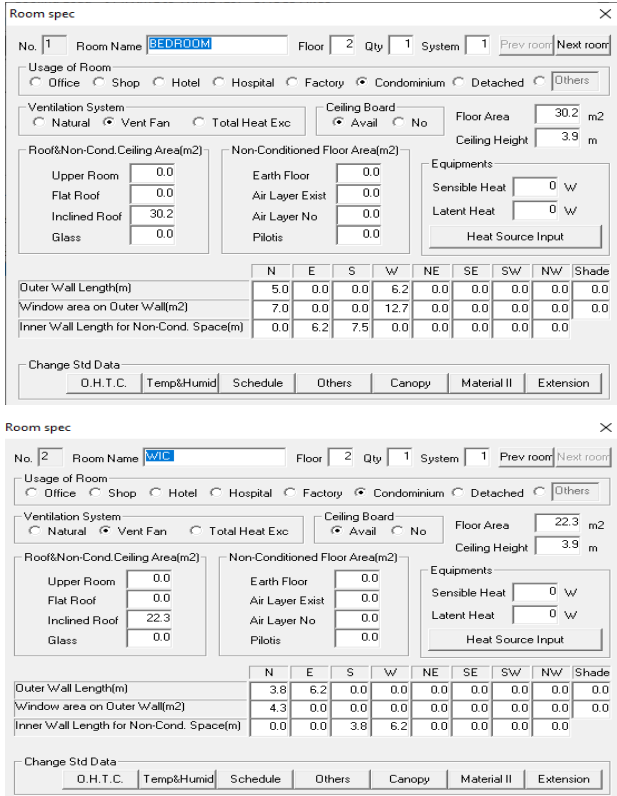 Room spec
No. 1 Room Name BEDROOM Floor 2 Qty 1 System 1 Prev room Next room
Usage of Room
Office Shop Hotel Hospital Factory Condominium Detached Others
Ventilation System Ceiling Board
Natural Vent Fan Total Heat Exc Avail No Floor Area 30.2 m2
Ceiling Height 3.9 m
Roof&Non-Cond.Ceiling Area(m2) Non-Conditioned Floor Area(m2) Equipments
Upper Room 0.0 Earth Floor 0.0 Sensible Heat 0 W
Flat Roof 0.0 Air Layer Exist 0.0 Latent Heat 0 W
Inclined Roof 30.2 Air Layer No 0.0
Glass 0.0 Pilotis 0.0 Heat Source Input
N E S W NE SE SW NW Shade
Outer Wall Length(m) 5.0 0.0 0.0 6.2 0.0 0.0 0.0 0.0 0.0
Window area on Outer Wall(m2) 7.0 0.0 0.0 12.7 0.0 0.0 0.0 0.0 0.0
Inner Wall Length for Non-Cond. Space(m) 0.0 6.2 7.5 0.0 0.0 0.0 0.0 0.0
Change Std Data
O.H.T.C. Temp&Humid Schedule Others Canopy Material II Extension
Room spec
No. 2 Room Name WIC Floor 2 Qty 1 System 1 Prev room Next room
Usage of Room
Office Shop Hotel Hospital Factory Condominium Detached Others
Ventilation System Ceiling Board
Natural Vent Fan Total Heat Exc Avail No Floor Area 22.3 m2
Ceiling Height 3.9 m
Roof&Non-Cond.Ceiling Area(m2) Non-Conditioned Floor Area(m2) Equipments
Upper Room 0.0 Earth Floor 0.0 Sensible Heat 0 W
Flat Roof 0.0 Air Layer Exist 0.0 Latent Heat 0 W
Inclined Roof 22.3 Air Layer No 0.0
Glass 0.0 Pilotis 0.0 Heat Source Input
N E S W NE SE SW NW Shade
Outer Wall Length(m) 3.8 6.2 0.0 0.0 0.0 0.0 0.0 0.0 0.0
Window area on Outer Wall(m2) 4.3 0.0 0.0 0.0 0.0 0.0 0.0 0.0 0.0
Inner Wall Length for Non-Cond. Space(m) 0.0 0.0 3.8 6.2 0.0 0.0 0.0 0.0
Change Std Data
O.H.T.C. Temp&Humid Schedule Others Canopy Material II Extension